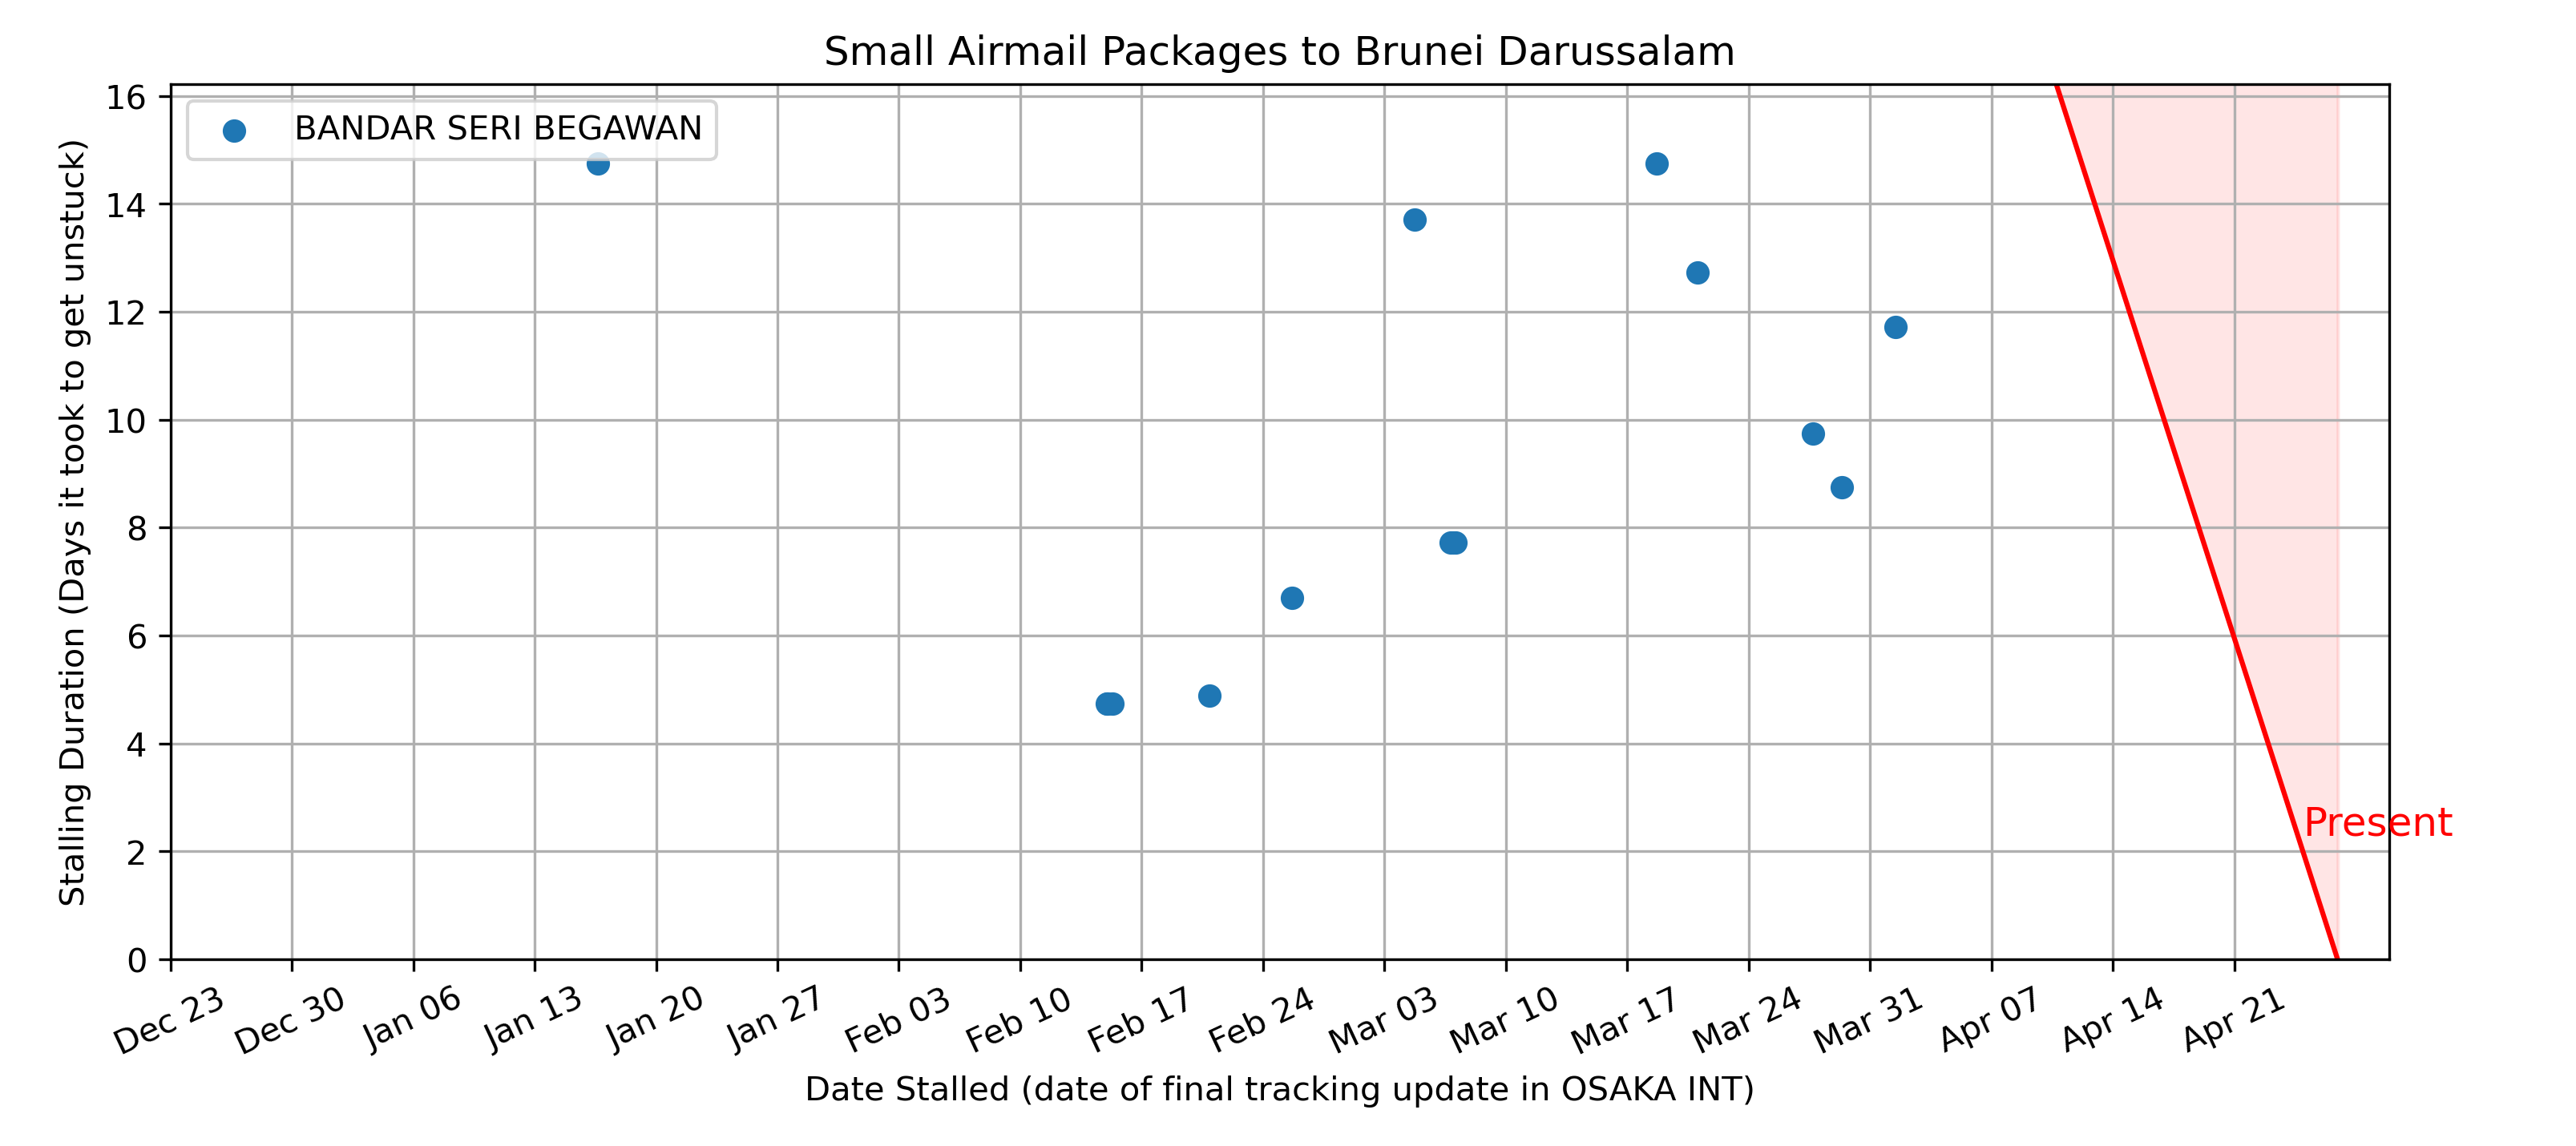 Small Airmail Packages to Brunei Darussalam
BANDAR SERI BEGAWAN
Stalling Duration (Days it took to get unstuck)
16
14
12
10
8
6
4
2
0
Present
Dec 23
Dec 30
Jan 06
Jan 13
Jan 20
Jan 27
Feb 03
Feb 10
Feb 17
Feb 24
Mar 03
Mar 10
Mar 17
Mar 24
Mar 31
Apr 07
Apr 14
Apr 21
Date Stalled (date of final tracking update in OSAKA INT)